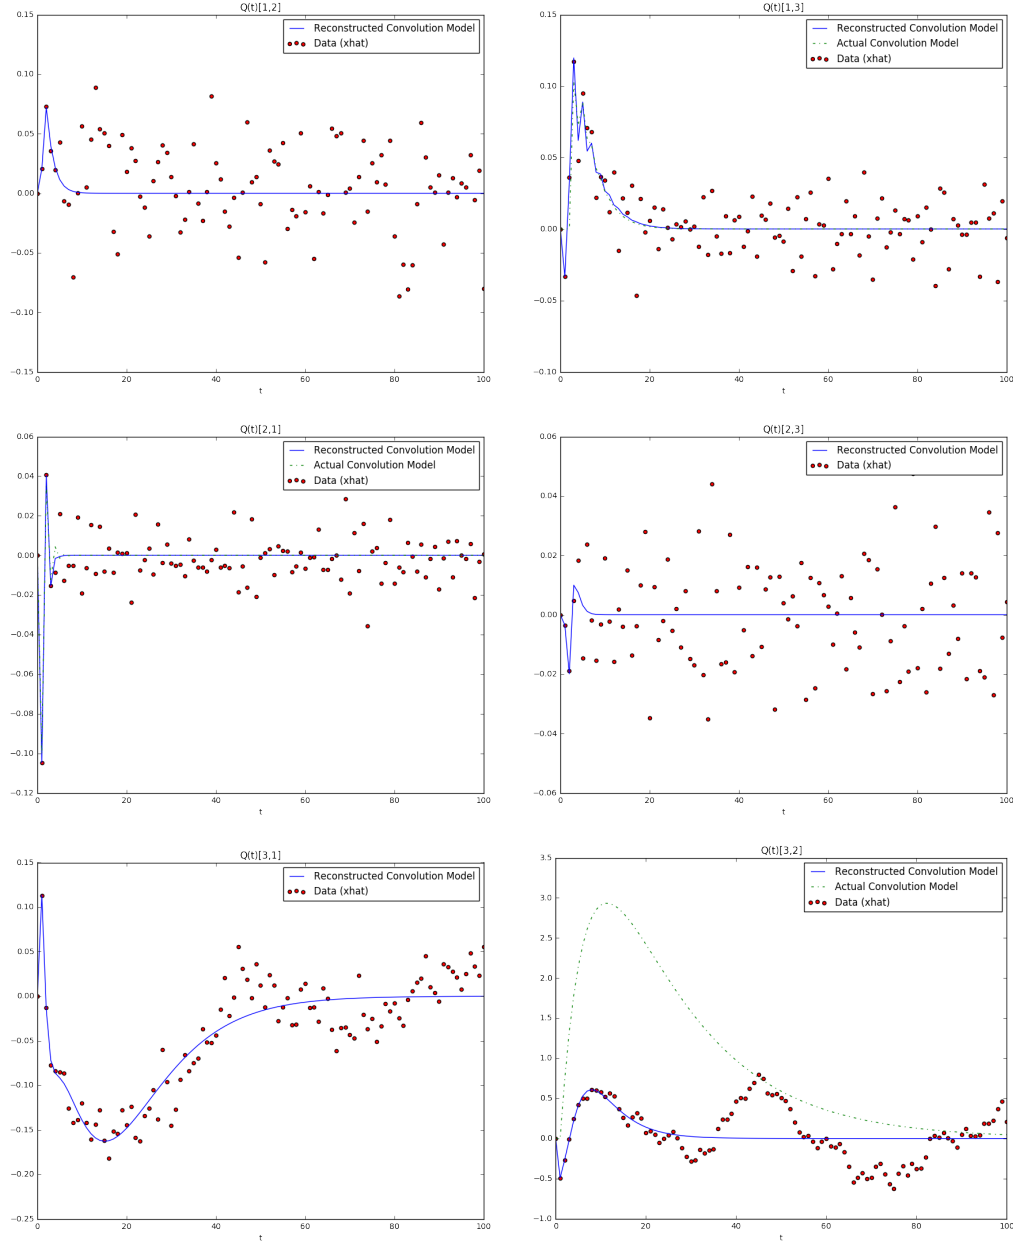 Q(t)[1,2]
Reconstructed Convolution Model
Data (xhat)
0.15
0.10
0.05
0.00
−0.05
−0.10
−0.15
0 20 40 60 80 100
t
Q(t)[1,3]
Reconstructed Convolution Model
Actual Convolution Model
Data (xhat)
0.15
0.10
0.05
0.00
−0.05
−0.10
0 20 40 60 80 100
t
Q(t)[2,1]
Reconstructed Convolution Model
Actual Convolution Model
Data (xhat)
0.06
0.04
0.02
0.00
−0.02
−0.04
−0.06
−0.08
−0.10
−0.12
0 20 40 60 80 100
t
Q(t)[2,3]
Reconstructed Convolution Model
Data (xhat)
0.06
0.04
0.02
0.00
−0.02
−0.04
−0.06
0 20 40 60 80 100
t
Q(t)[3,1]
Reconstructed Convolution Model
Data (xhat)
0.15
0.10
0.05
0.00
−0.05
−0.10
−0.15
−0.20
−0.25
0 20 40 60 80 100
t
Q(t)[3,2]
Reconstructed Convolution Model
Actual Convolution Model
Data (xhat)
3.5
3.0
2.5
2.0
1.5
1.0
0.5
0.0
−0.5
−1.0
0 20 40 60 80 100
t